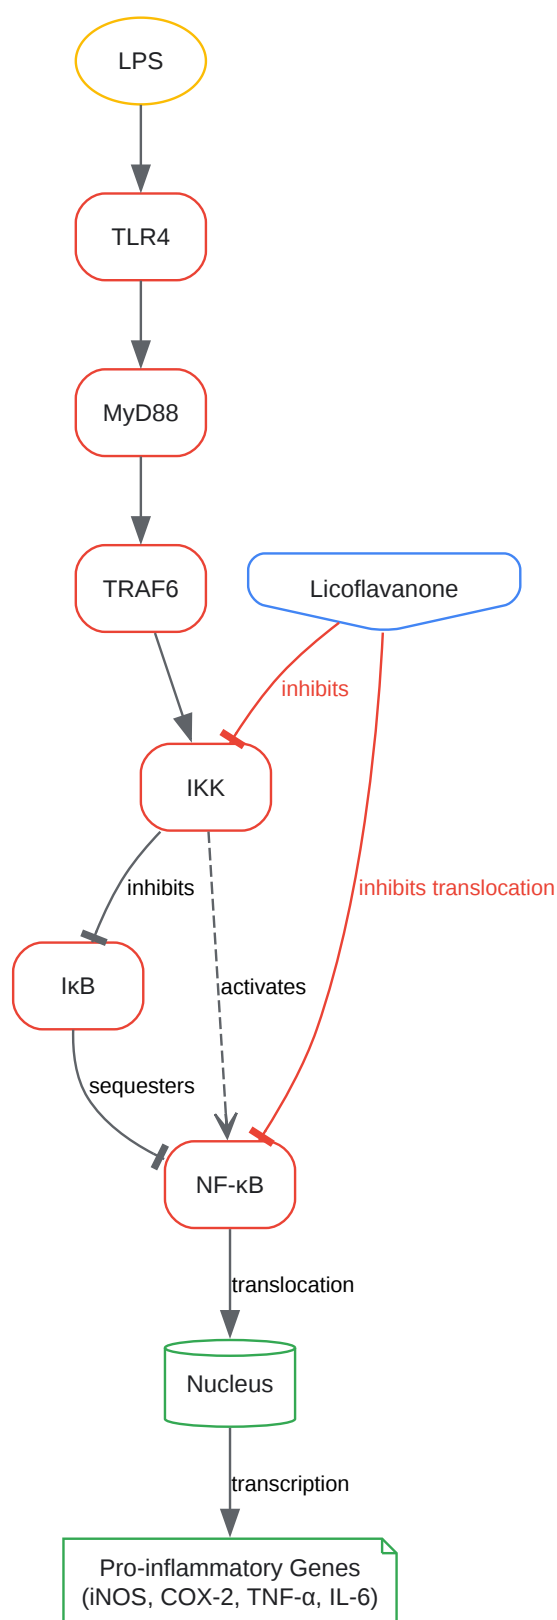 LPS
TLR4
MyD88
TRAF6
Licoflavanone
inhibits
IKK
inhibits
inhibits translocation
IκB
activates
sequesters
NF-κB
translocation
Nucleus
transcription
Pro-inflammatory Genes
(iNOS, COX-2, TNF-α, IL-6)